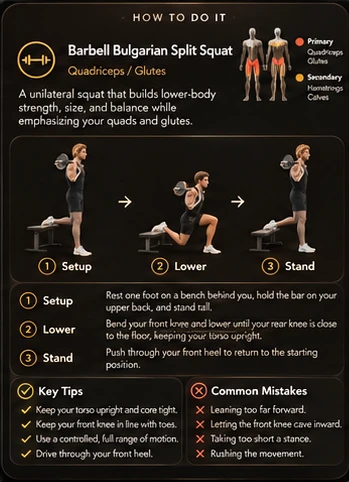 HOW TO DO IT
Barbell Bulgarian Split Squat
Quadriceps / Glutes
A unilateral squat that builds lower-body
strength, size, and balance while
emphasizing your quads and glutes.
Primary
Quadriceps
Glutes
Secondary
Hamstrings
Calves
1 Setup
2 Lower
3 Stand
1 Setup
Rest one foot on a bench behind you, hold the bar on your
upper back, and stand tall.
2 Lower
Bend your front knee and lower until your rear knee is close
to the floor, keeping your torso upright.
3 Stand
Push through your front heel to return to the starting
position.
Key Tips
Keep your torso upright and core tight.
Keep your front knee in line with toes.
Use a controlled, full range of motion.
Drive through your front heel.
Common Mistakes
Leaning too far forward.
Letting the front knee cave inward.
Taking too short a stance.
Rushing the movement.